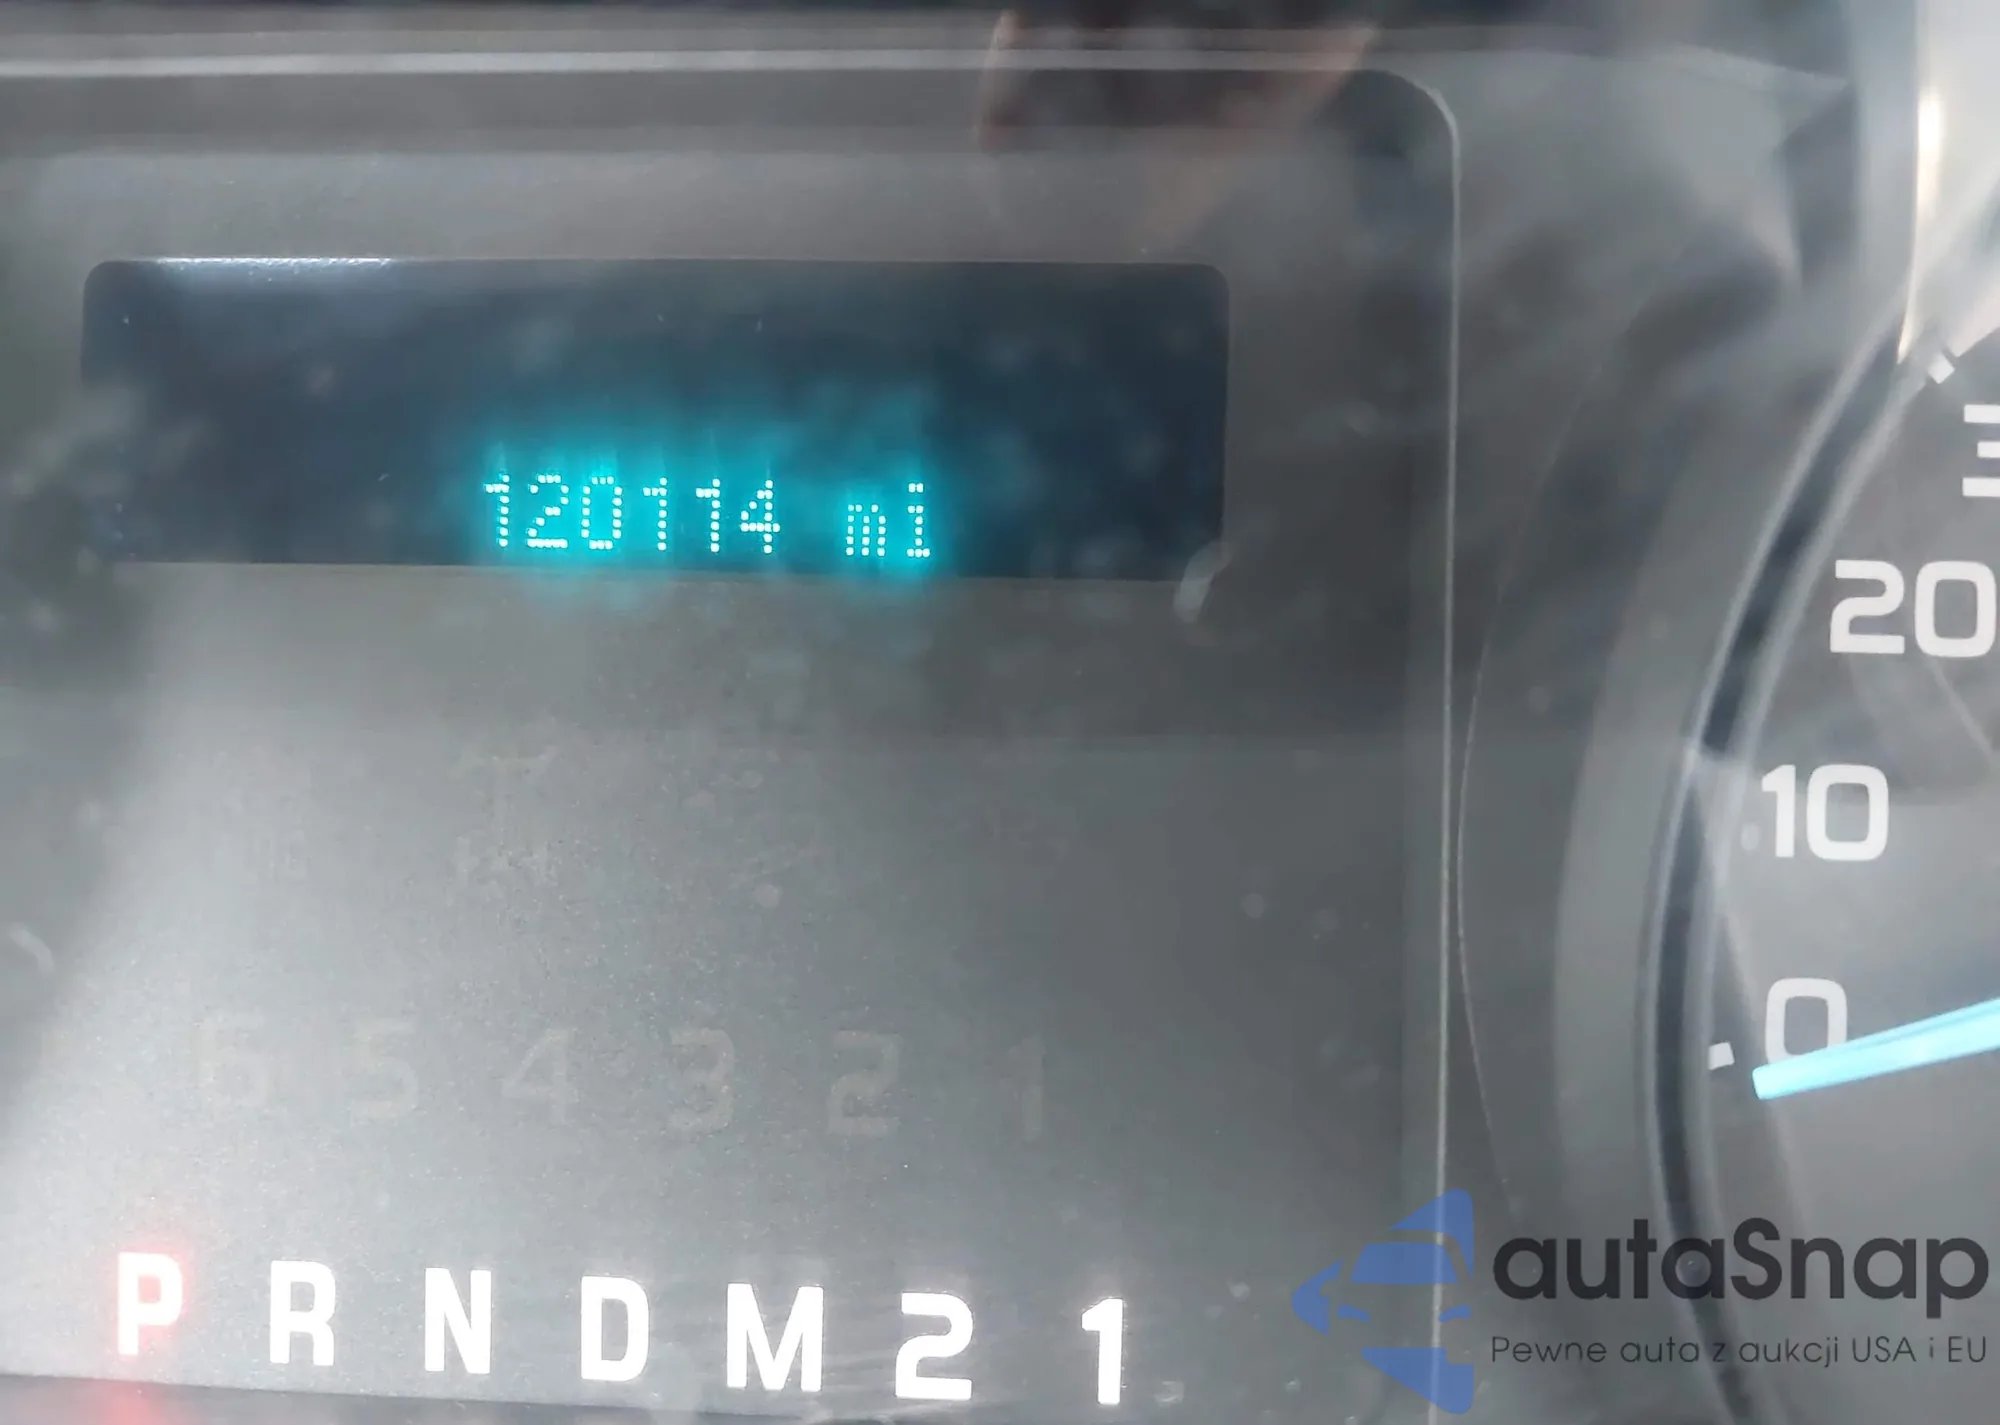 120114 mi
20
10
0
6 5 4 3 2 1
P R N D M 2 1
autaSnap
Pewne auta z aukcji USA i EU